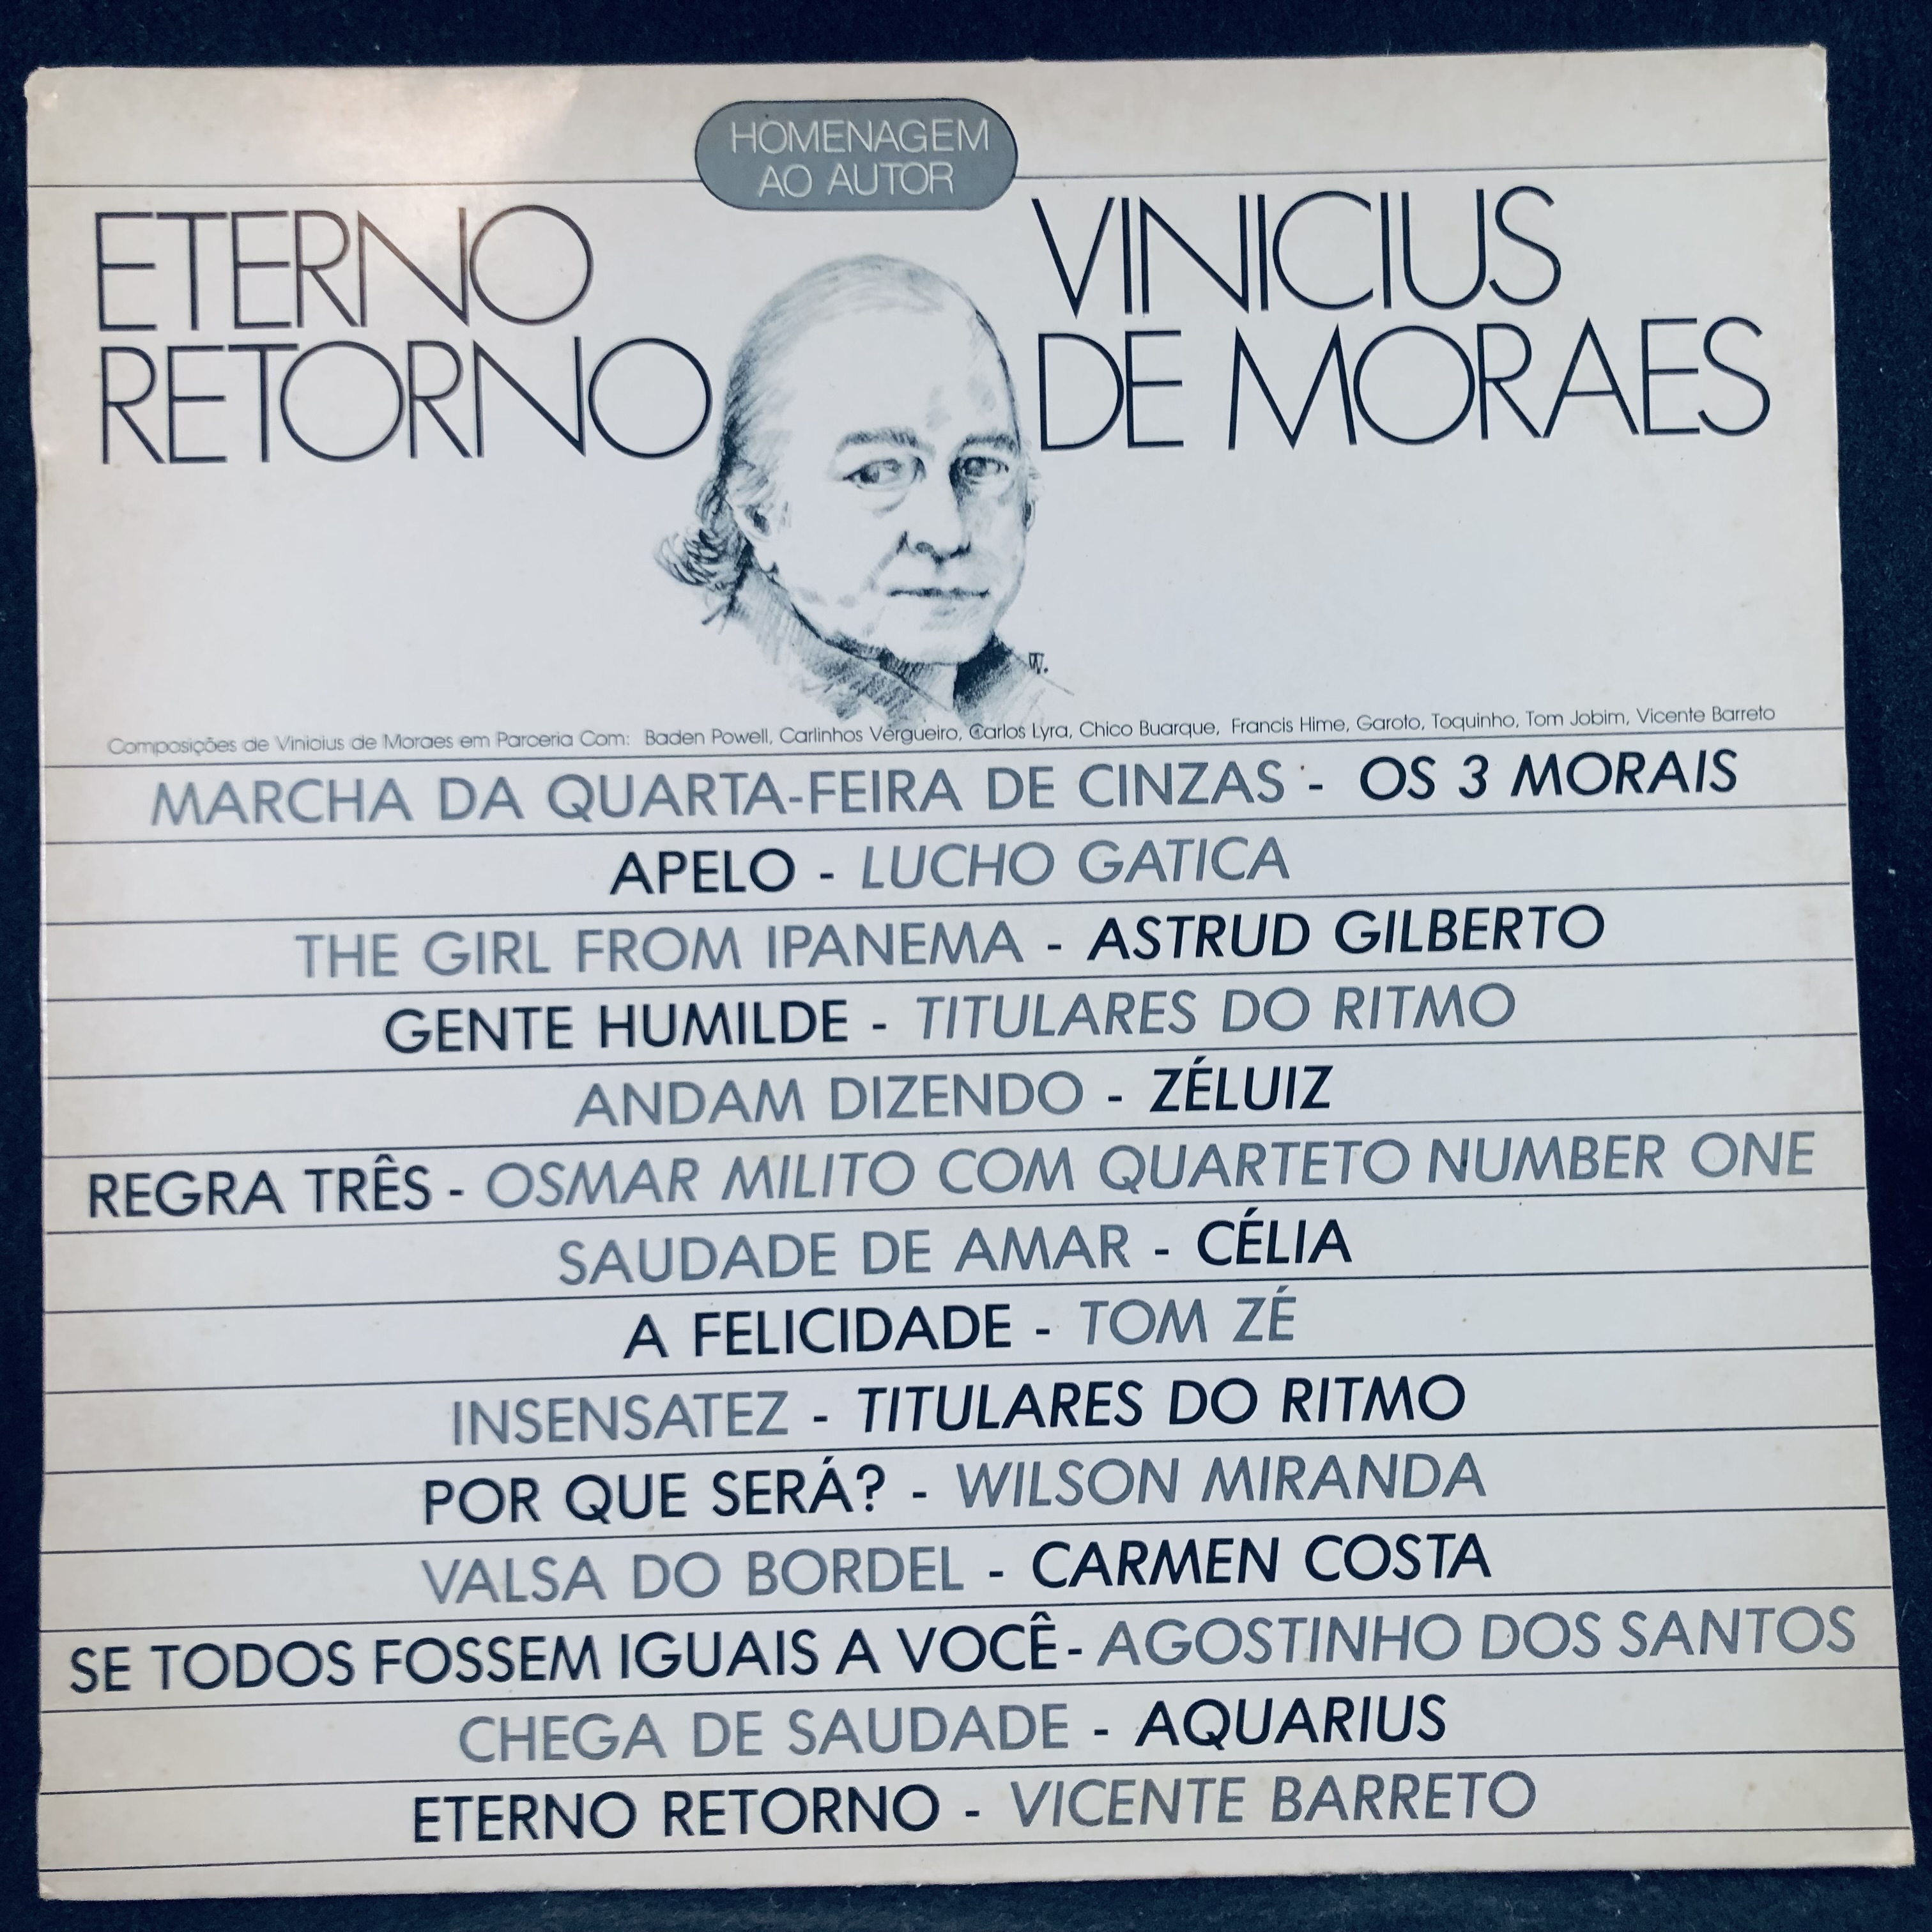 HOMENAGEM
AO AUTOR
ETERNO
RETORNO
VINICIUS
DE MORAES
W.
Composições de Vinicius de Moraes em Parceria Com: Baden Powell, Carlinhos Vergueiro, Carlos Lyra, Chico Buarque, Francis Hime, Garoto, Toquinho, Tom Jobim, Vicente Barreto
MARCHA DA QUARTA-FEIRA DE CINZAS - OS 3 MORAIS
APELO - LUCHO GATICA
THE GIRL FROM IPANEMA - ASTRUD GILBERTO
GENTE HUMILDE - TITULARES DO RITMO
ANDAM DIZENDO - ZÉLUIZ
REGRA TRÊS - OSMAR MILITO COM QUARTETO NUMBER ONE
SAUDADE DE AMAR - CÉLIA
A FELICIDADE - TOM ZÉ
INSENSATEZ - TITULARES DO RITMO
POR QUE SERÁ? - WILSON MIRANDA
VALSA DO BORDEL - CARMEN COSTA
SE TODOS FOSSEM IGUAIS A VOCÊ - AGOSTINHO DOS SANTOS
CHEGA DE SAUDADE - AQUARIUS
ETERNO RETORNO - VICENTE BARRETO